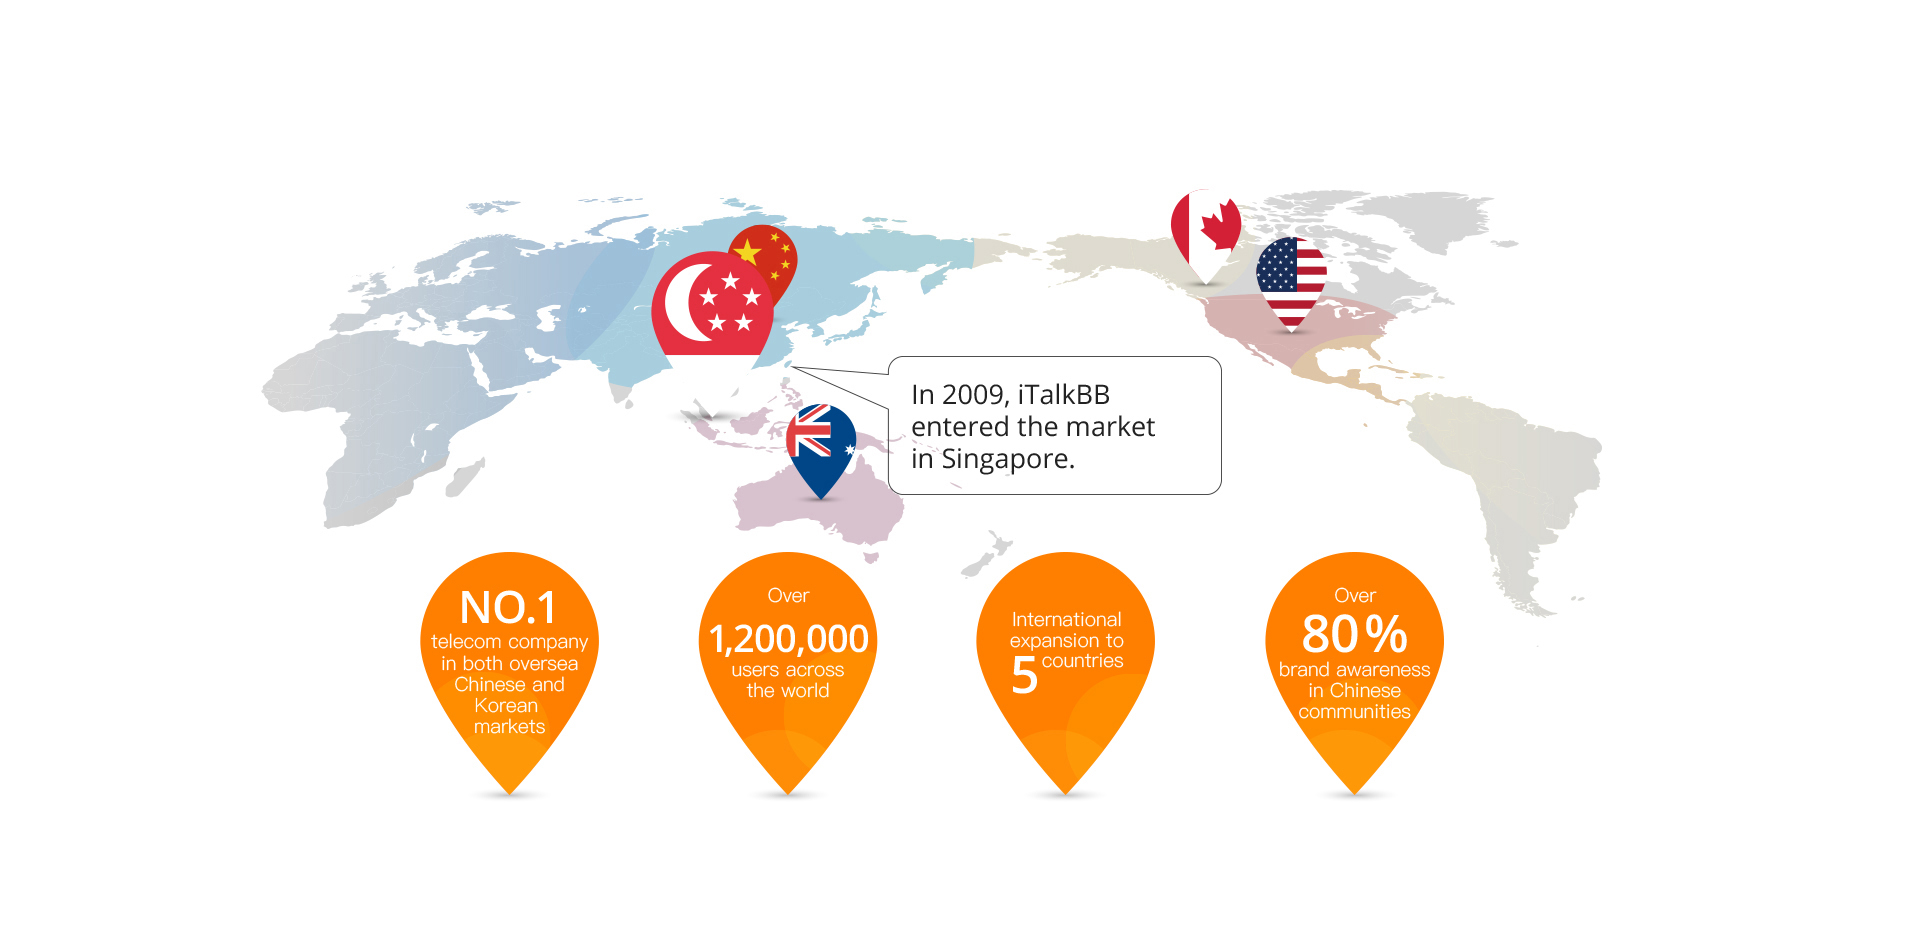 In 2009, iTalkBB
entered the market
in Singapore.
NO.1
telecom company
in both oversea
Chinese and
Korean
markets
Over
1,200,000
users across
the world
International
expansion to
5 countries
Over
80%
brand awareness
in Chinese
communities